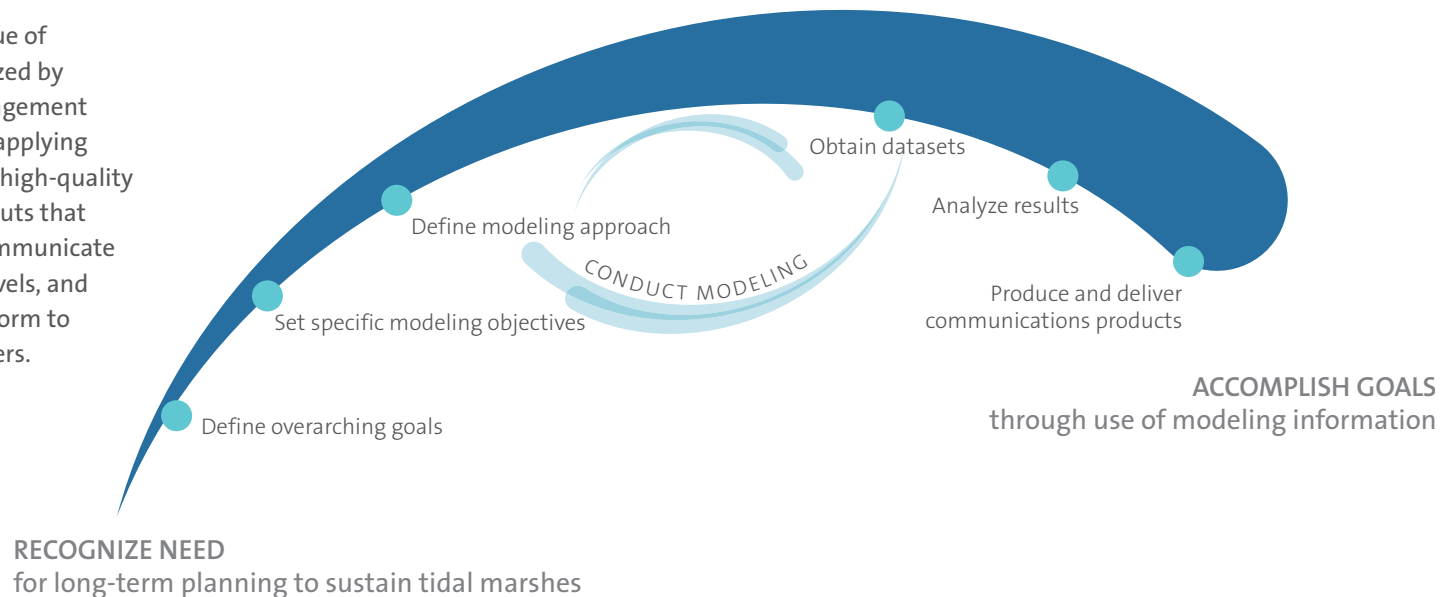 ue of
zed by
gement
applying
high-quality
uts that
mmunicate
vels, and
orm to
ers.
Obtain datasets
Analyze results
Define modeling approach
CONDUCT MODELING
Produce and deliver
communications products
Set specific modeling objectives
ACCOMPLISH GOALS
through use of modeling information
Define overarching goals
RECOGNIZE NEED
for long-term planning to sustain tidal marshes